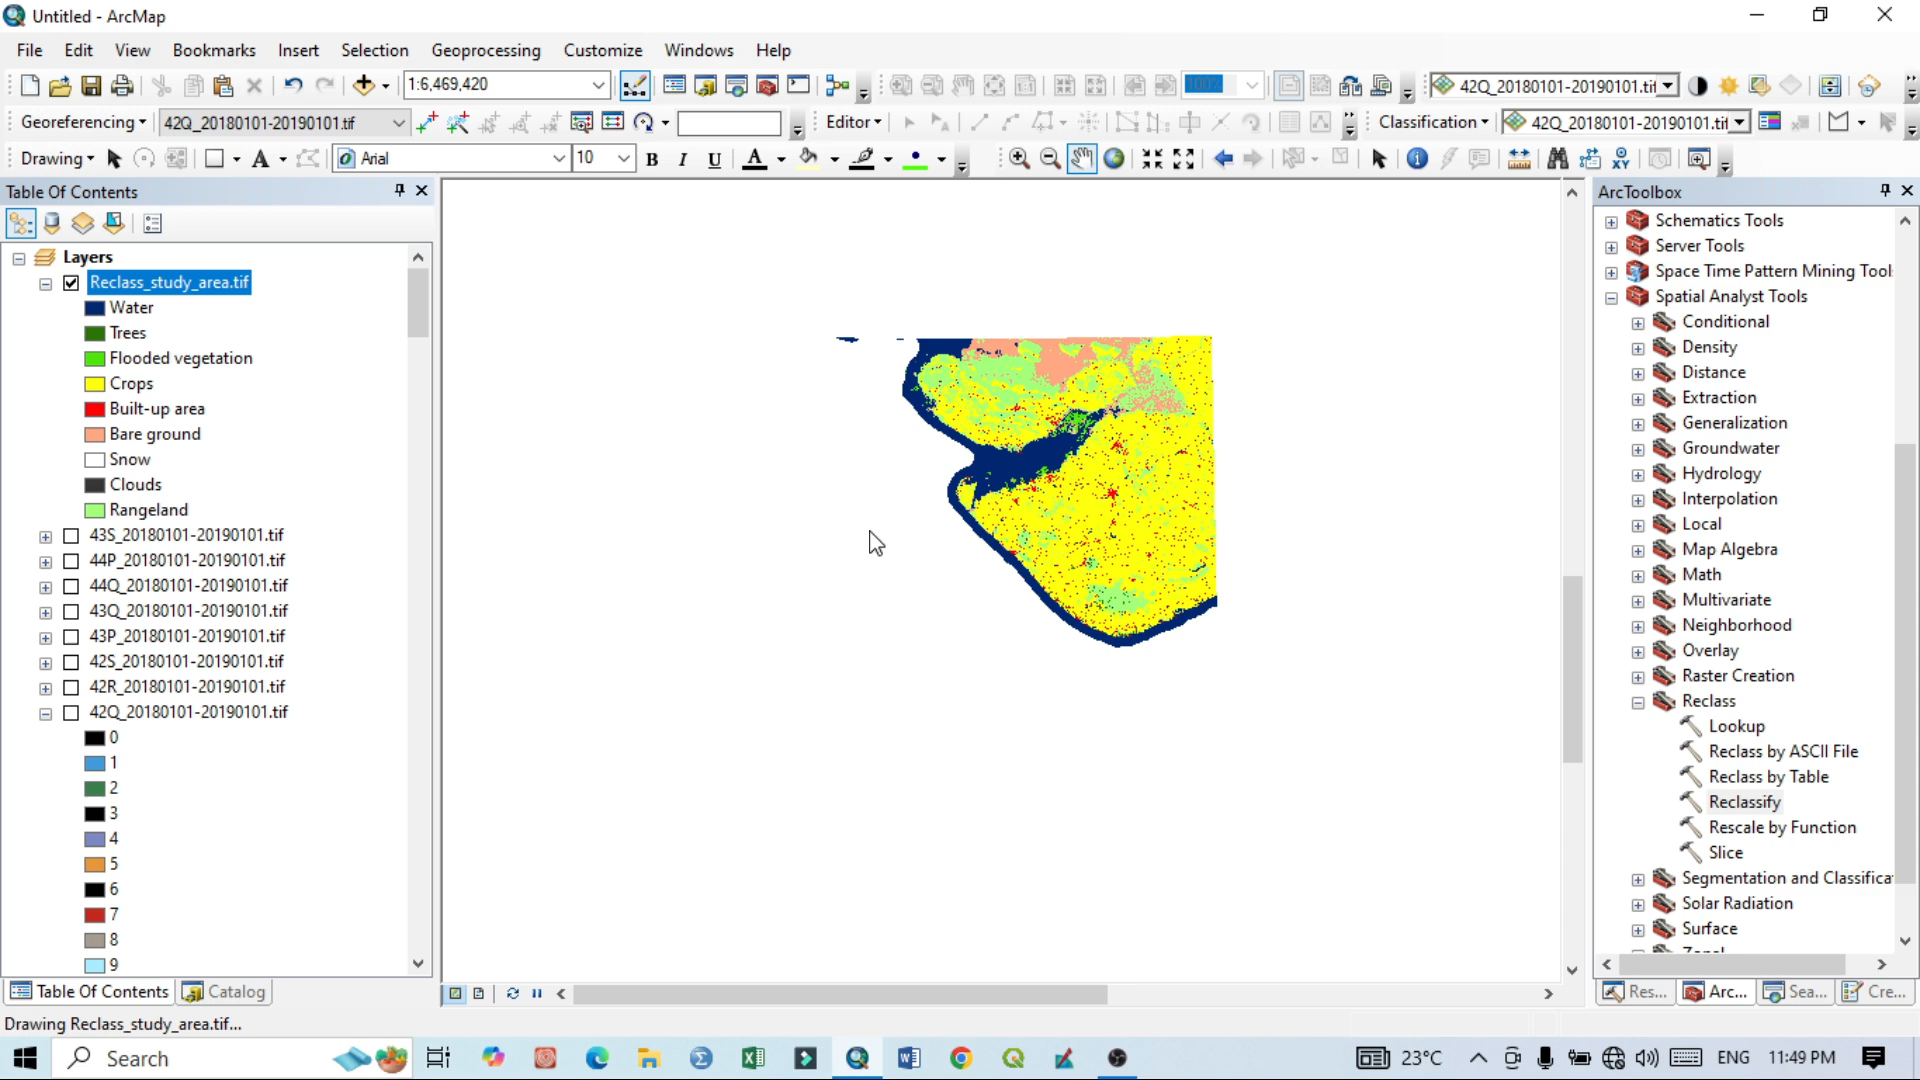 Untitled - ArcMap
File Edit View Bookmarks Insert Selection Geoprocessing Customize Windows Help
1:6,469,420 100% 42Q_20180101-20190101.tif
Georeferencing 42Q_20180101-20190101.tif Editor Classification 42Q_20180101-20190101.tif
Drawing A Arial 10 B I U A
Table Of Contents
Layers
Reclass_study_area.tif
Water
Trees
Flooded vegetation
Crops
Built-up area
Bare ground
Snow
Clouds
Rangeland
43S_20180101-20190101.tif
44P_20180101-20190101.tif
44Q_20180101-20190101.tif
43Q_20180101-20190101.tif
43P_20180101-20190101.tif
42S_20180101-20190101.tif
42R_20180101-20190101.tif
42Q_20180101-20190101.tif
0
1
2
3
4
5
6
7
8
9
Table Of Contents Catalog
ArcToolbox
Schematics Tools
Server Tools
Space Time Pattern Mining Tool
Spatial Analyst Tools
Conditional
Density
Distance
Extraction
Generalization
Groundwater
Hydrology
Interpolation
Local
Map Algebra
Math
Multivariate
Neighborhood
Overlay
Raster Creation
Reclass
Lookup
Reclass by ASCII File
Reclass by Table
Reclassify
Rescale by Function
Slice
Segmentation and Classifica
Solar Radiation
Surface
Res... Arc... Sea... Cre...
Drawing Reclass_study_area.tif...
Search 23°C ENG 11:49 PM